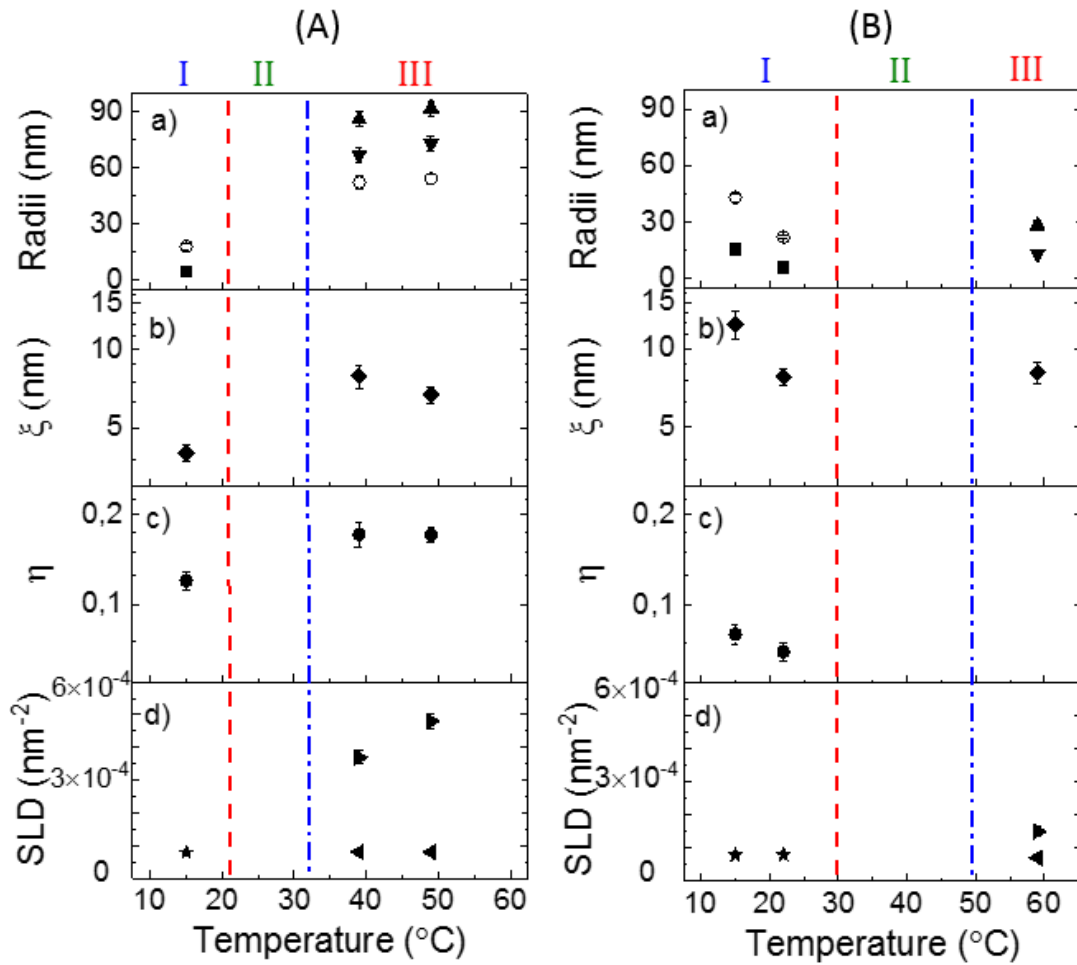 (A)
I II III
a)
90
60
30
0
Radii (nm)
b)
15
10
5
ξ (nm)
c)
0,2
0,1
η
d)
6×10⁻⁴
3×10⁻⁴
0
SLD (nm⁻²)
10 20 30 40 50 60
Temperature (°C)
(B)
I II III
a)
90
60
30
0
Radii (nm)
b)
15
10
5
ξ (nm)
c)
0,2
0,1
η
d)
6×10⁻⁴
3×10⁻⁴
0
SLD (nm⁻²)
10 20 30 40 50 60
Temperature (°C)